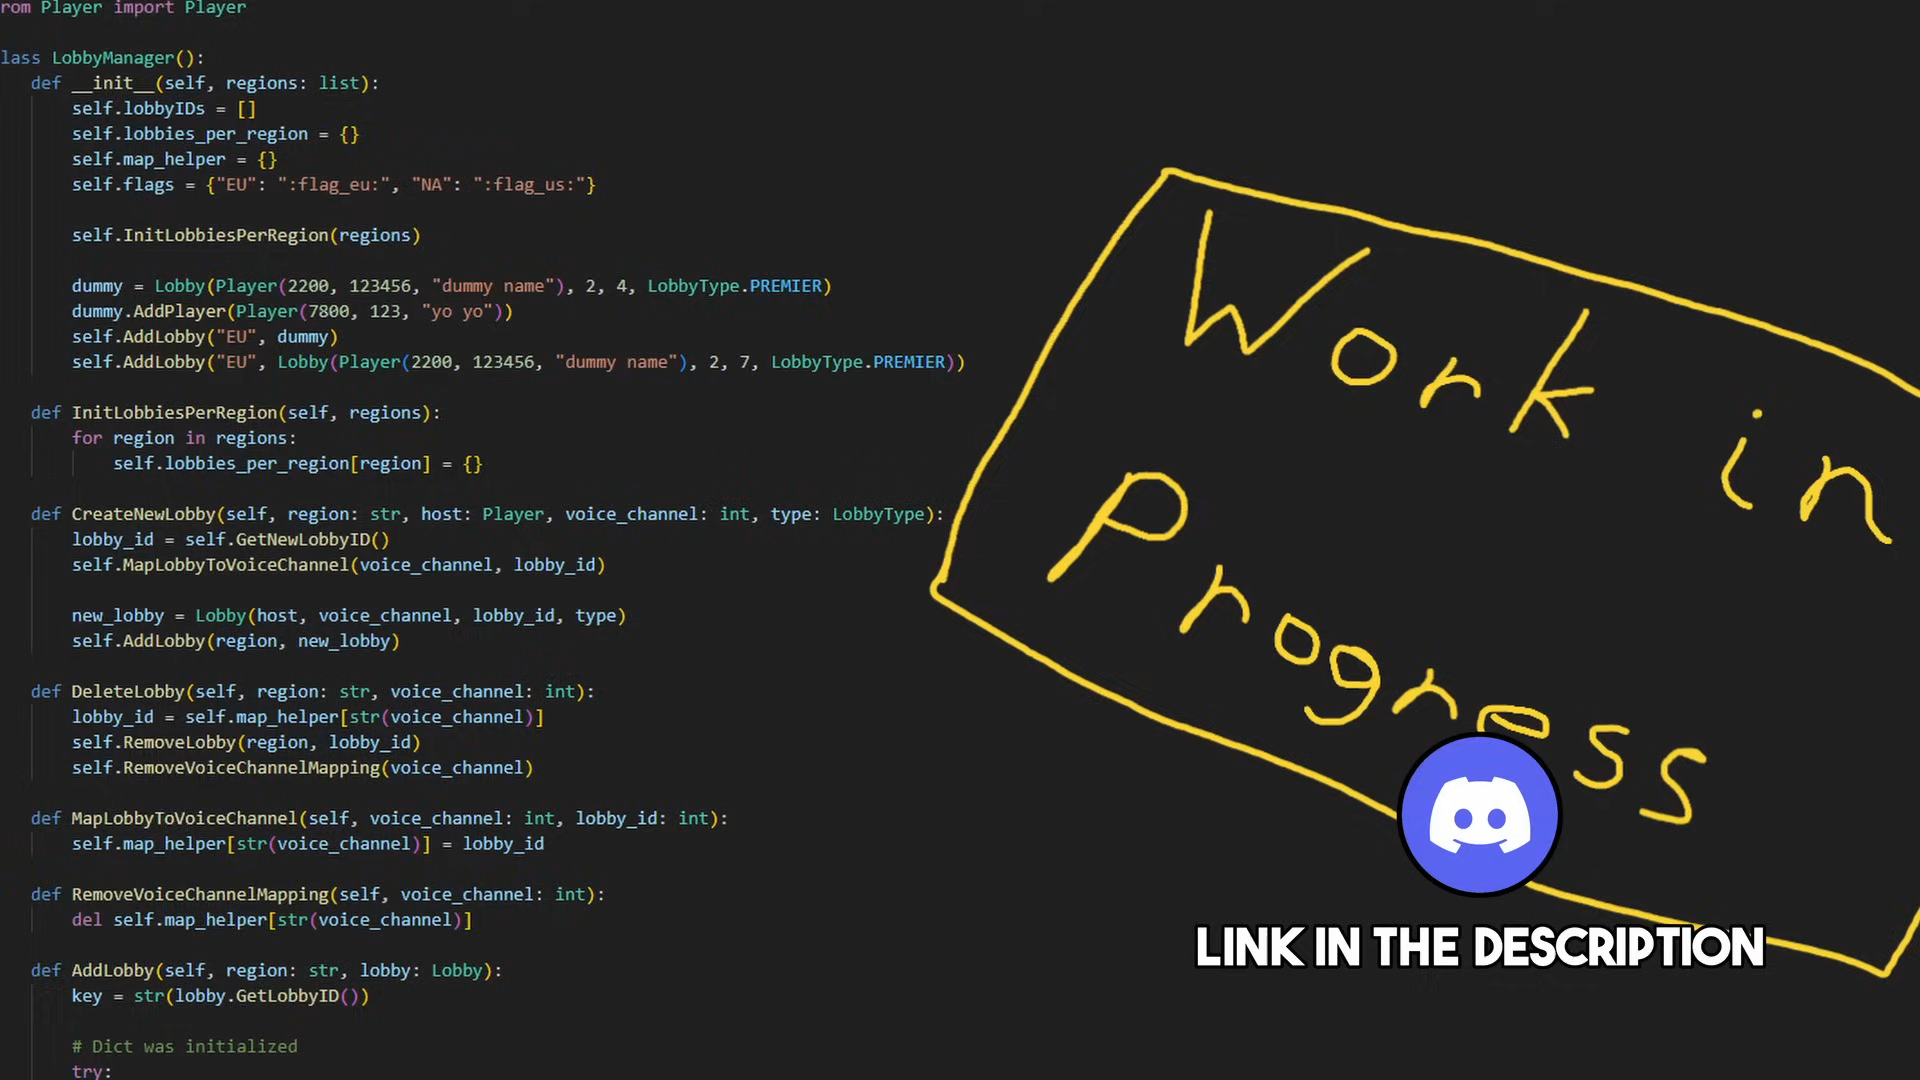 rom Player import Player
lass LobbyManager():
def __init__(self, regions: list):
self.lobbyIDs = []
self.lobbies_per_region = {}
self.map_helper = {}
self.flags = {"EU": ":flag_eu:", "NA": ":flag_us:"}
self.InitLobbiesPerRegion(regions)
dummy = Lobby(Player(2200, 123456, "dummy name"), 2, 4, LobbyType.PREMIER)
dummy.AddPlayer(Player(7800, 123, "yo yo"))
self.AddLobby("EU", dummy)
self.AddLobby("EU", Lobby(Player(2200, 123456, "dummy name"), 2, 7, LobbyType.PREMIER))
def InitLobbiesPerRegion(self, regions):
for region in regions:
self.lobbies_per_region[region] = {}
def CreateNewLobby(self, region: str, host: Player, voice_channel: int, type: LobbyType):
lobby_id = self.GetNewLobbyID()
self.MapLobbyToVoiceChannel(voice_channel, lobby_id)
new_lobby = Lobby(host, voice_channel, lobby_id, type)
self.AddLobby(region, new_lobby)
def DeleteLobby(self, region: str, voice_channel: int):
lobby_id = self.map_helper[str(voice_channel)]
self.RemoveLobby(region, lobby_id)
self.RemoveVoiceChannelMapping(voice_channel)
def MapLobbyToVoiceChannel(self, voice_channel: int, lobby_id: int):
self.map_helper[str(voice_channel)] = lobby_id
def RemoveVoiceChannelMapping(self, voice_channel: int):
del self.map_helper[str(voice_channel)]
def AddLobby(self, region: str, lobby: Lobby):
key = str(lobby.GetLobbyID())
# Dict was initialized
try:
Work in
Progress
LINK IN THE DESCRIPTION